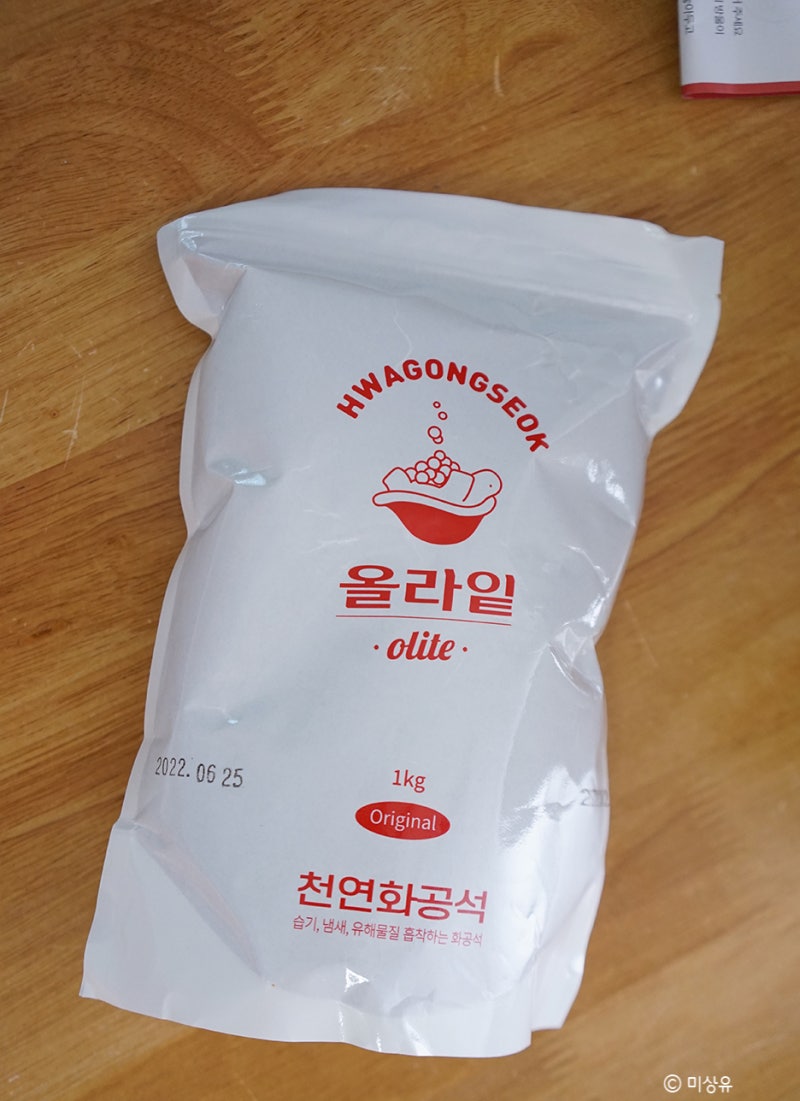 HWAGONGSEOK
올라잍
· olite ·
2022. 06 25
1kg
Original
천연화공석
습기, 냄새, 유해물질 흡착하는 화공석
© 미상유